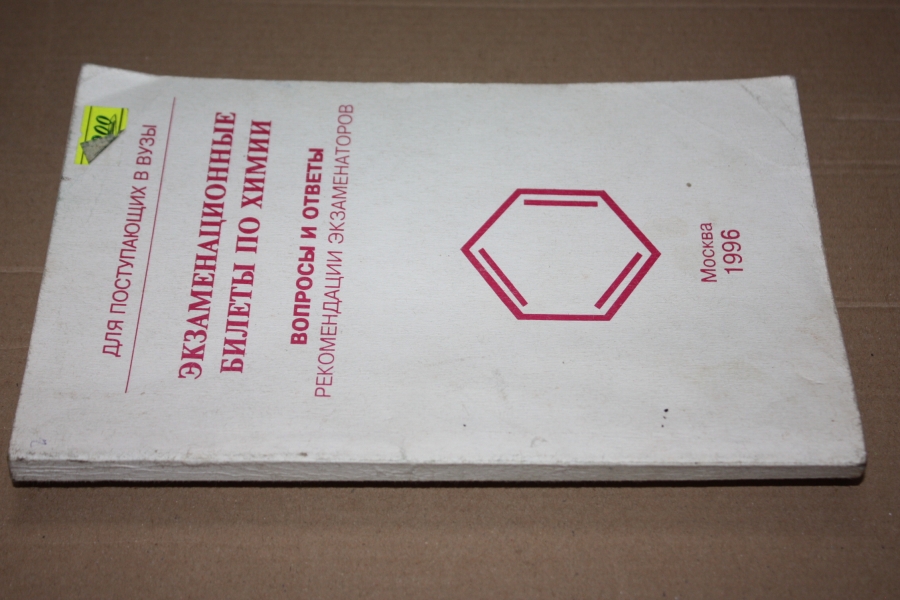 ДЛЯ ПОСТУПАЮЩИХ В ВУЗЫ
ЭКЗАМЕНАЦИОННЫЕ
БИЛЕТЫ ПО ХИМИИ
ВОПРОСЫ И ОТВЕТЫ
РЕКОМЕНДАЦИИ ЭКЗАМЕНАТОРОВ
Москва
1996